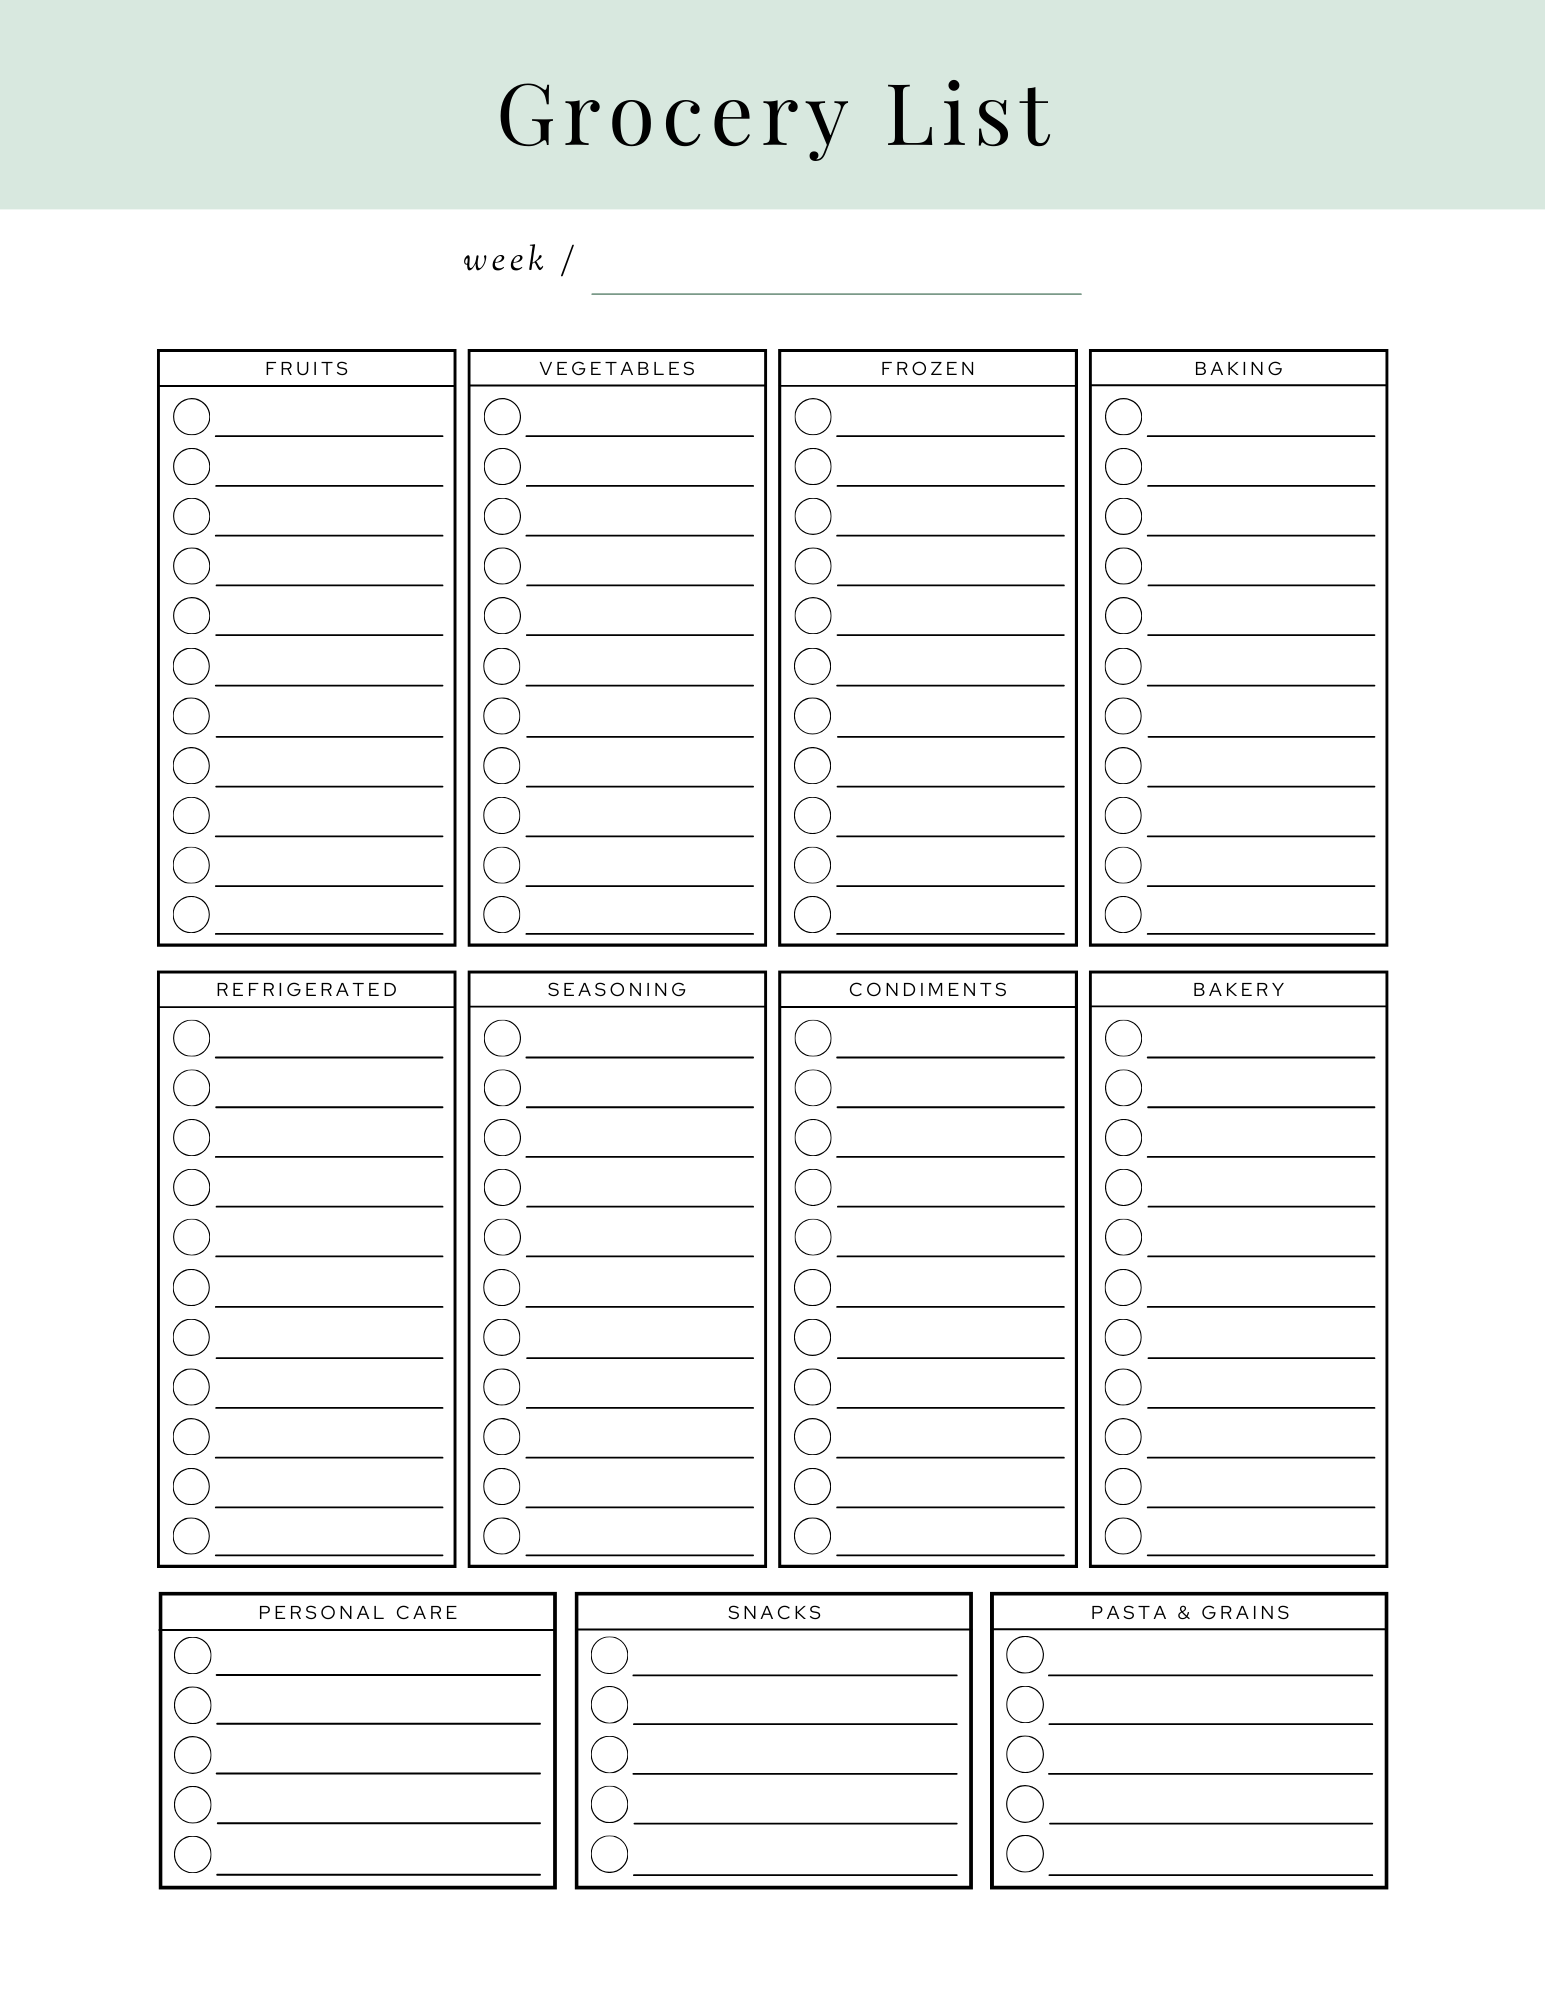 Grocery List
week /
FRUITS
VEGETABLES
FROZEN
BAKING
REFRIGERATED
SEASONING
CONDIMENTS
BAKERY
PERSONAL CARE
SNACKS
PASTA & GRAINS